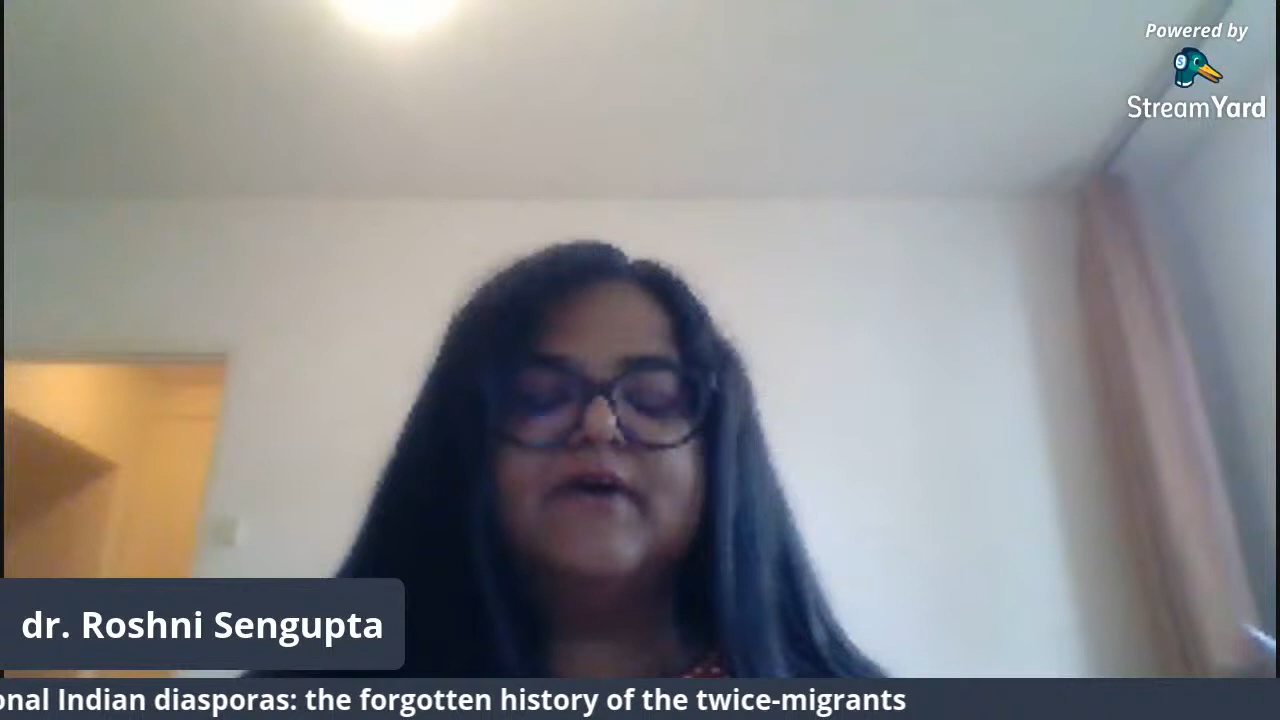 Powered by
S
StreamYard
dr. Roshni Sengupta
onal Indian diasporas: the forgotten history of the twice-migrants